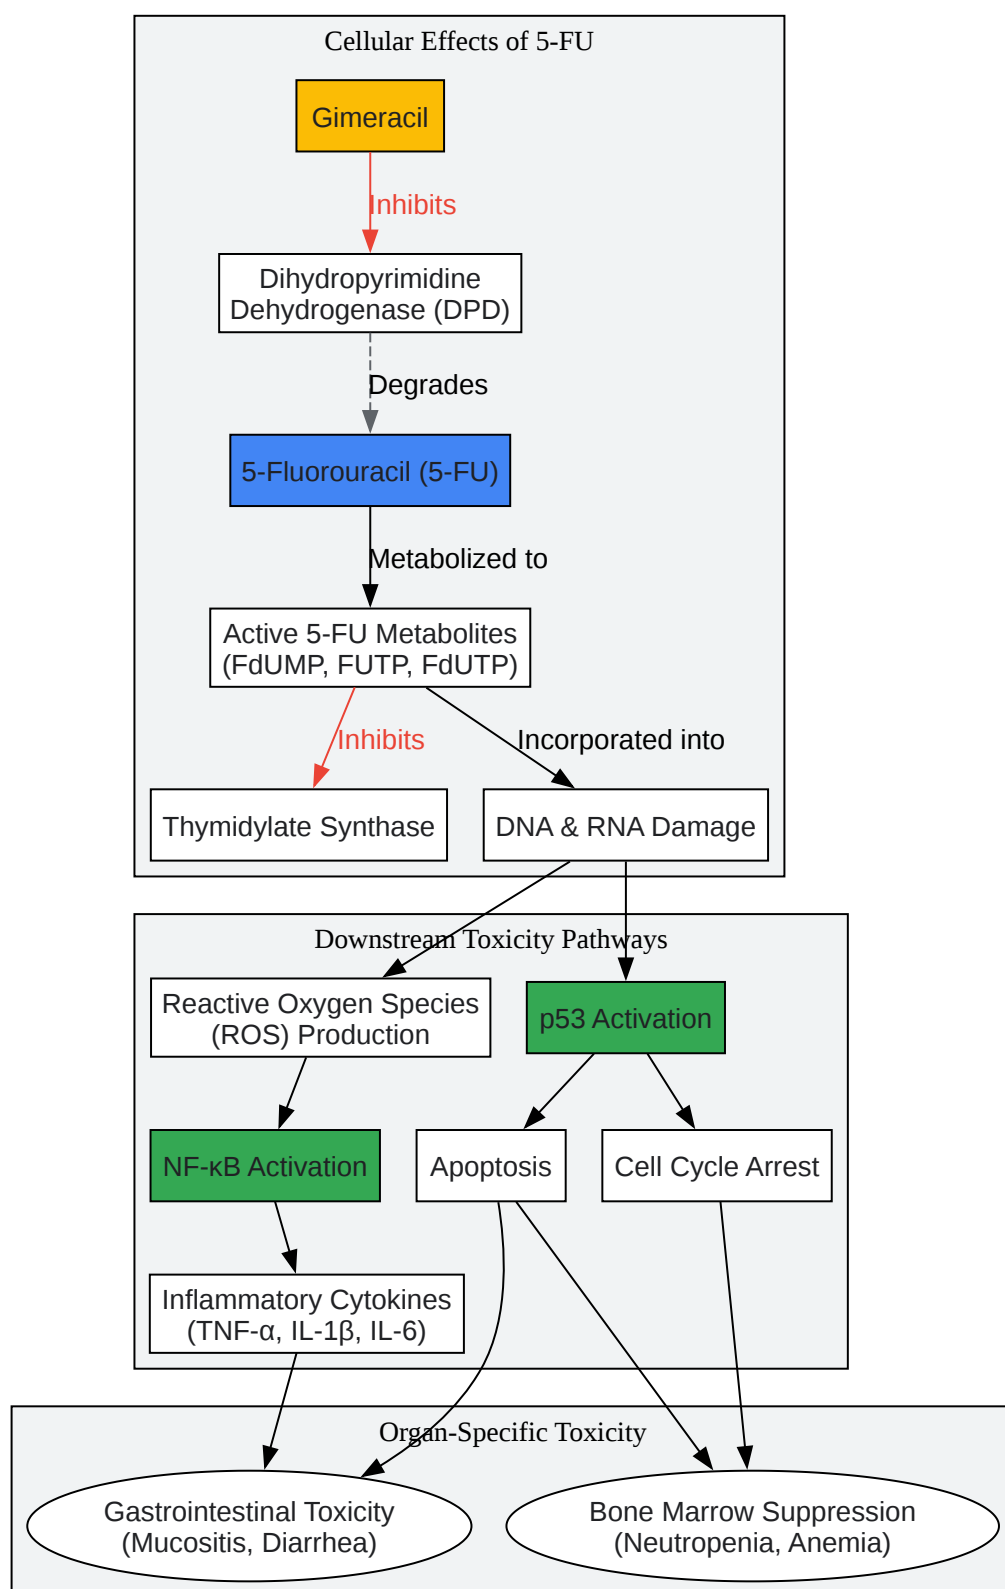 Cellular Effects of 5-FU
Gimeracil
Inhibits
Dihydropyrimidine
Dehydrogenase (DPD)
Degrades
5-Fluorouracil (5-FU)
Metabolized to
Active 5-FU Metabolites
(FdUMP, FUTP, FdUTP)
Inhibits
Incorporated into
Thymidylate Synthase
DNA & RNA Damage
Downstream Toxicity Pathways
Reactive Oxygen Species
(ROS) Production
p53 Activation
NF-κB Activation
Apoptosis
Cell Cycle Arrest
Inflammatory Cytokines
(TNF-α, IL-1β, IL-6)
Organ-Specific Toxicity
Gastrointestinal Toxicity
(Mucositis, Diarrhea)
Bone Marrow Suppression
(Neutropenia, Anemia)